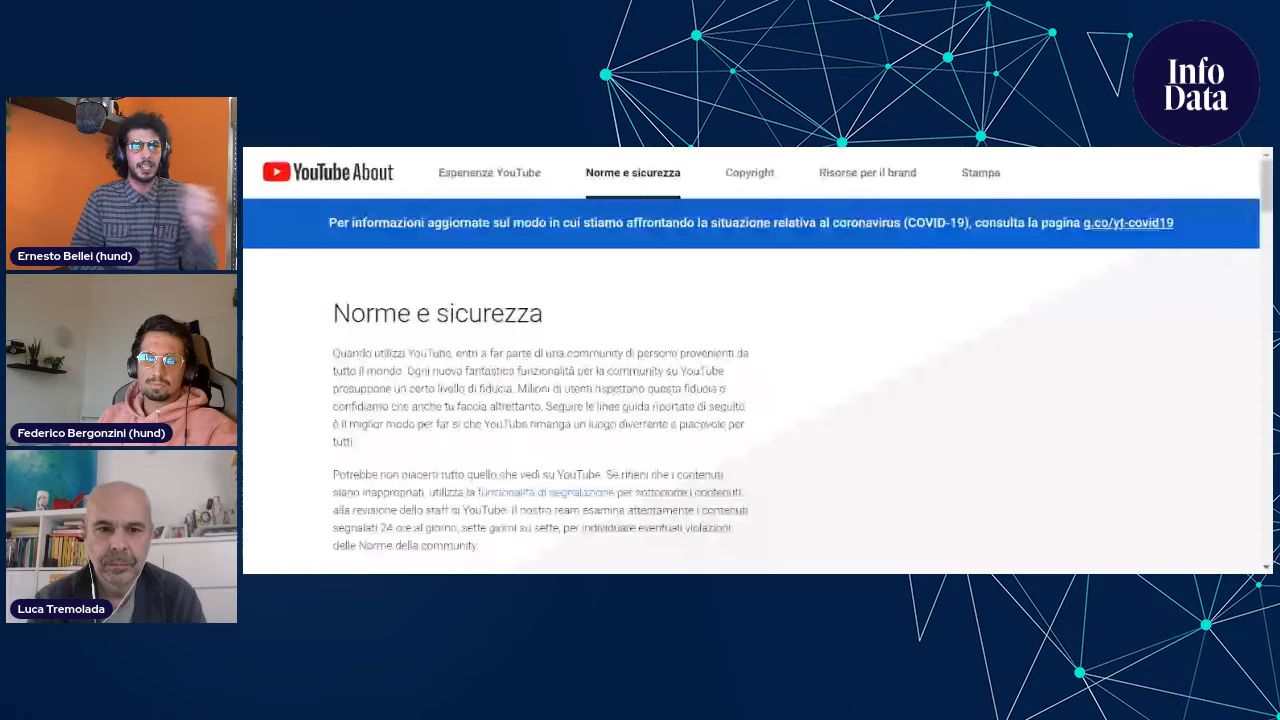 Info
Data
YouTube About
Esperienze YouTube
Norme e sicurezza
Copyright
Risorse per il brand
Stampa
Per informazioni aggiornate sul modo in cui stiamo affrontando la situazione relativa al coronavirus (COVID-19), consulta la pagina g.co/yt-covid19
Norme e sicurezza
Quando utilizzi YouTube, entri a far parte di una community di persone provenienti da
tutto il mondo. Ogni nuova fantastica funzionalità per la community su YouTube
presuppone un certo livello di fiducia. Milioni di utenti rispettano questa fiducia e
confidiamo che anche tu faccia altrettanto. Seguire le linee guida riportate di seguito
è il miglior modo per far sì che YouTube rimanga un luogo divertente e piacevole per
tutti.
Potrebbe non piacerti tutto quello che vedi su YouTube. Se ritieni che i contenuti
siano inappropriati, utilizza la funzionalità di segnalazione per sottoporre i contenuti
alla revisione dello staff si YouTube. Il nostro team esamina attentamente i contenuti
segnalati 24 ore al giorno, sette giorni su sette, per individuare eventuali violazioni
delle Norme della community.
Ernesto Bellei (hund)
Federico Bergonzini (hund)
Luca Tremolada